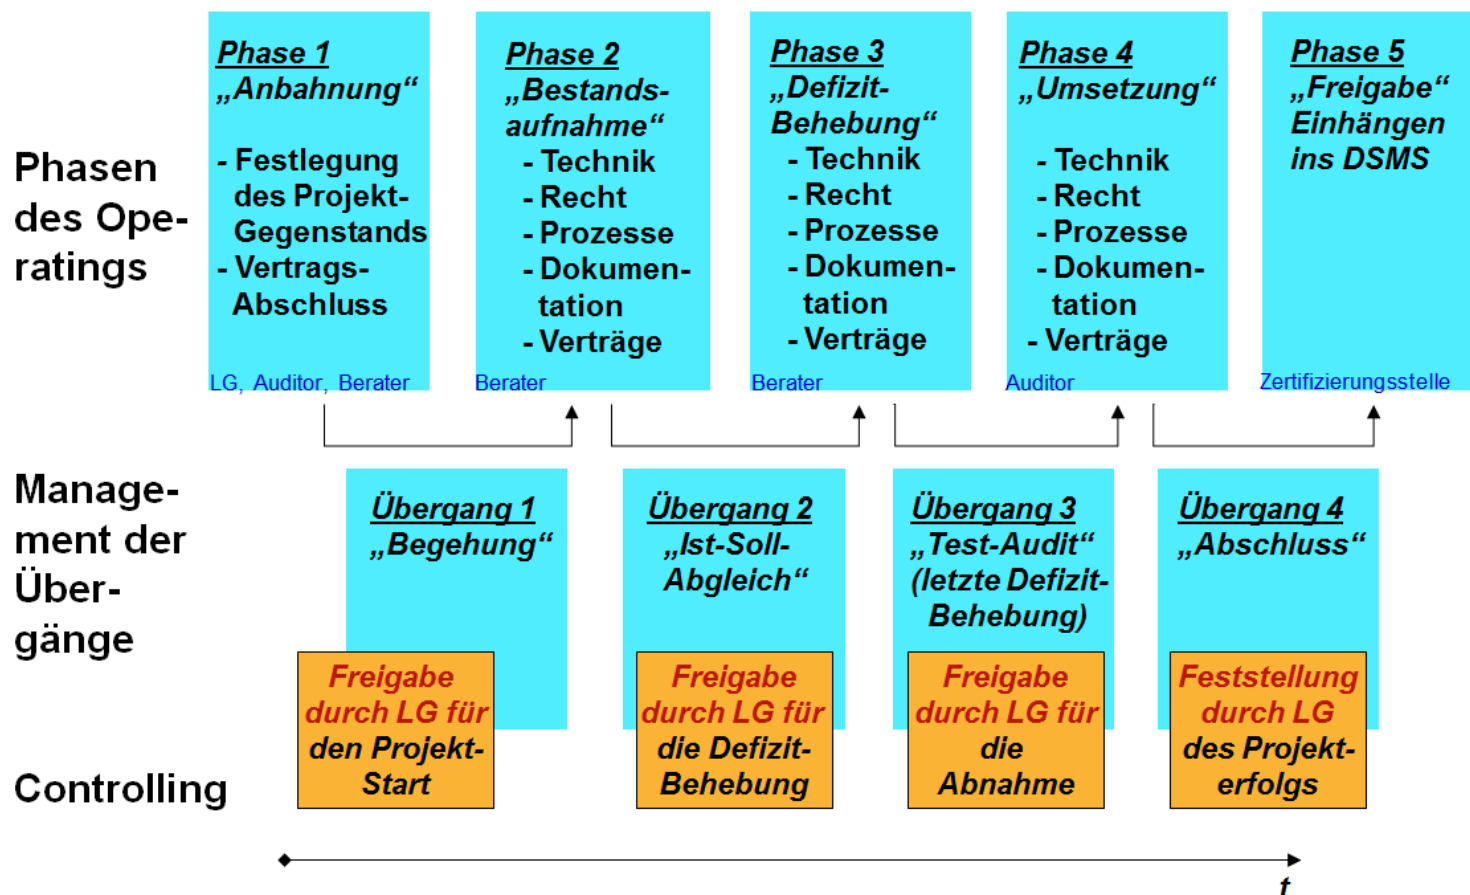 Phasen
des Ope-
ratings
Phase 1
„Anbahnung“
- Festlegung
des Projekt-
Gegenstands
- Vertrags-
Abschluss
LG, Auditor, Berater
Phase 2
„Bestands-
aufnahme“
- Technik
- Recht
- Prozesse
- Dokumen-
tation
- Verträge
Berater
Phase 3
„Defizit-
Behebung“
- Technik
- Recht
- Prozesse
- Dokumen-
tation
- Verträge
Berater
Phase 4
„Umsetzung“
- Technik
- Recht
- Prozesse
- Dokumen-
tation
- Verträge
Auditor
Phase 5
„Freigabe“
Einhängen
ins DSMS
Zertifizierungsstelle
Manage-
ment der
Über-
gänge
Übergang 1
„Begehung“
Übergang 2
„Ist-Soll-
Abgleich“
Übergang 3
„Test-Audit“
(letzte Defizit-
Behebung)
Übergang 4
„Abschluss“
Controlling
Freigabe
durch LG für
den Projekt-
Start
Freigabe
durch LG für
die Defizit-
Behebung
Freigabe
durch LG für
die
Abnahme
Feststellung
durch LG
des Projekt-
erfolgs
t